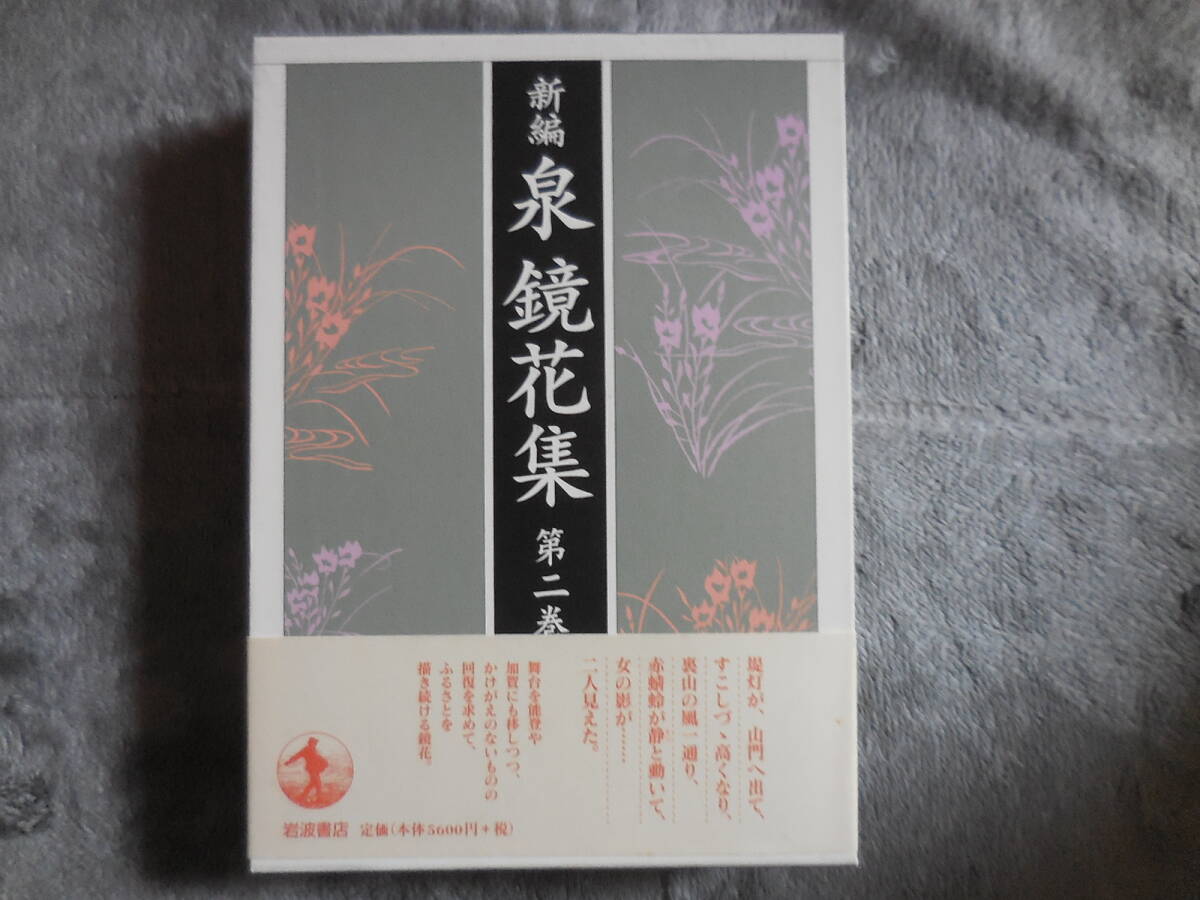 新編
泉鏡花集
第二巻
堤灯が、山門へ出て、
すこしづゝ高くなり、
裏山の風一通り、
赤蜻蛉が静と動いて、
女の影が……
二人見えた。
舞台を能登や
加賀にも移しつつ、
かけがえのないものの
回復を求めて、
ふるさとを
描き続ける鏡花。
岩波書店 定価(本体5600円+税)